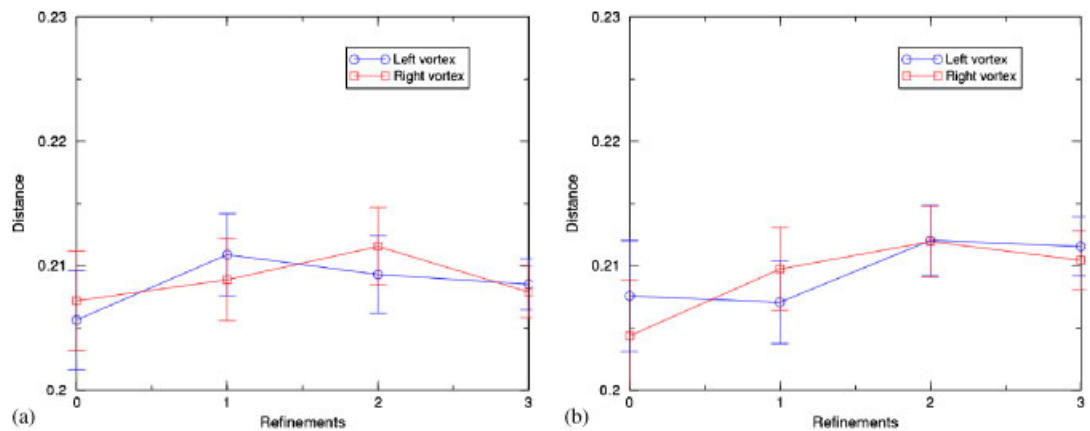 0.23
0.22
0.21
0.2
Distance
Left vortex
Right vortex
0
1
2
3
Refinements
(a)
0.23
0.22
0.21
0.2
Distance
Left vortex
Right vortex
0
1
2
3
Refinements
(b)